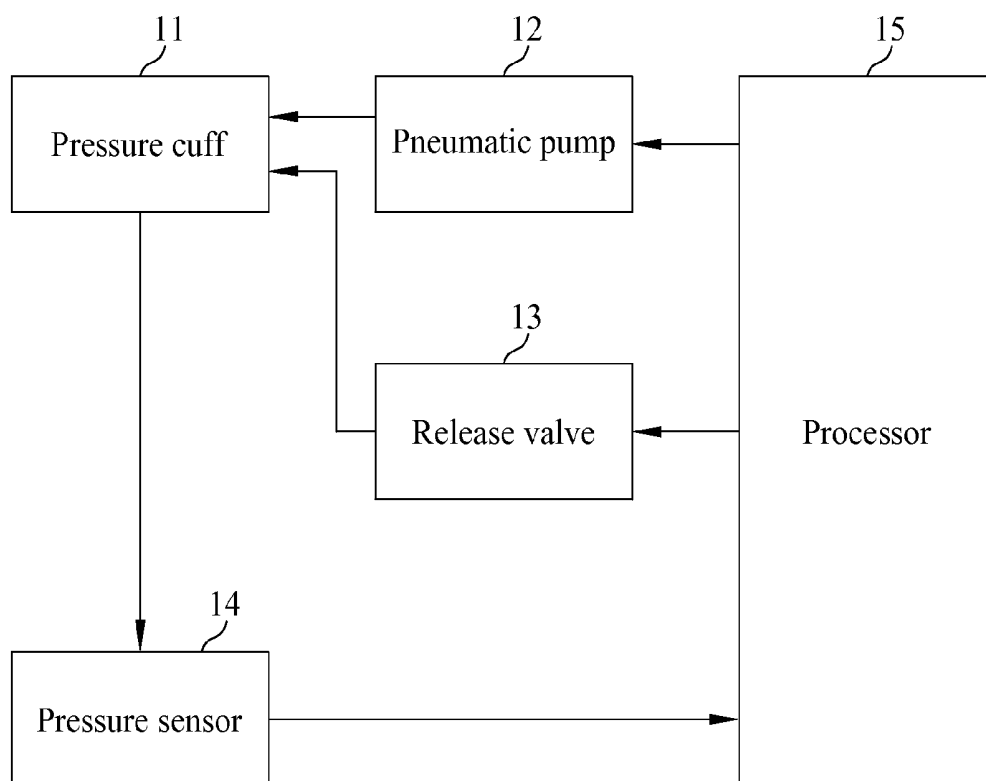 11
12
15
Pressure cuff
Pneumatic pump
13
Release valve
Processor
14
Pressure sensor